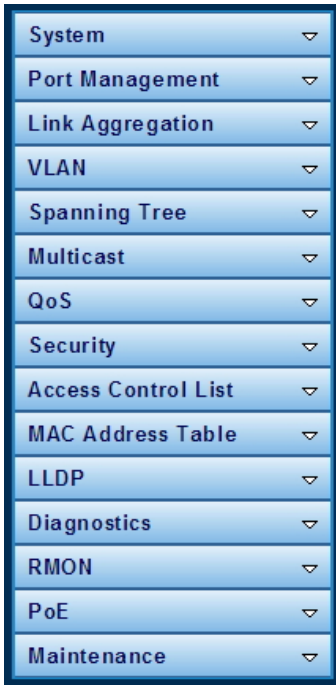 System
Port Management
Link Aggregation
VLAN
Spanning Tree
Multicast
QoS
Security
Access Control List
MAC Address Table
LLDP
Diagnostics
RMON
PoE
Maintenance